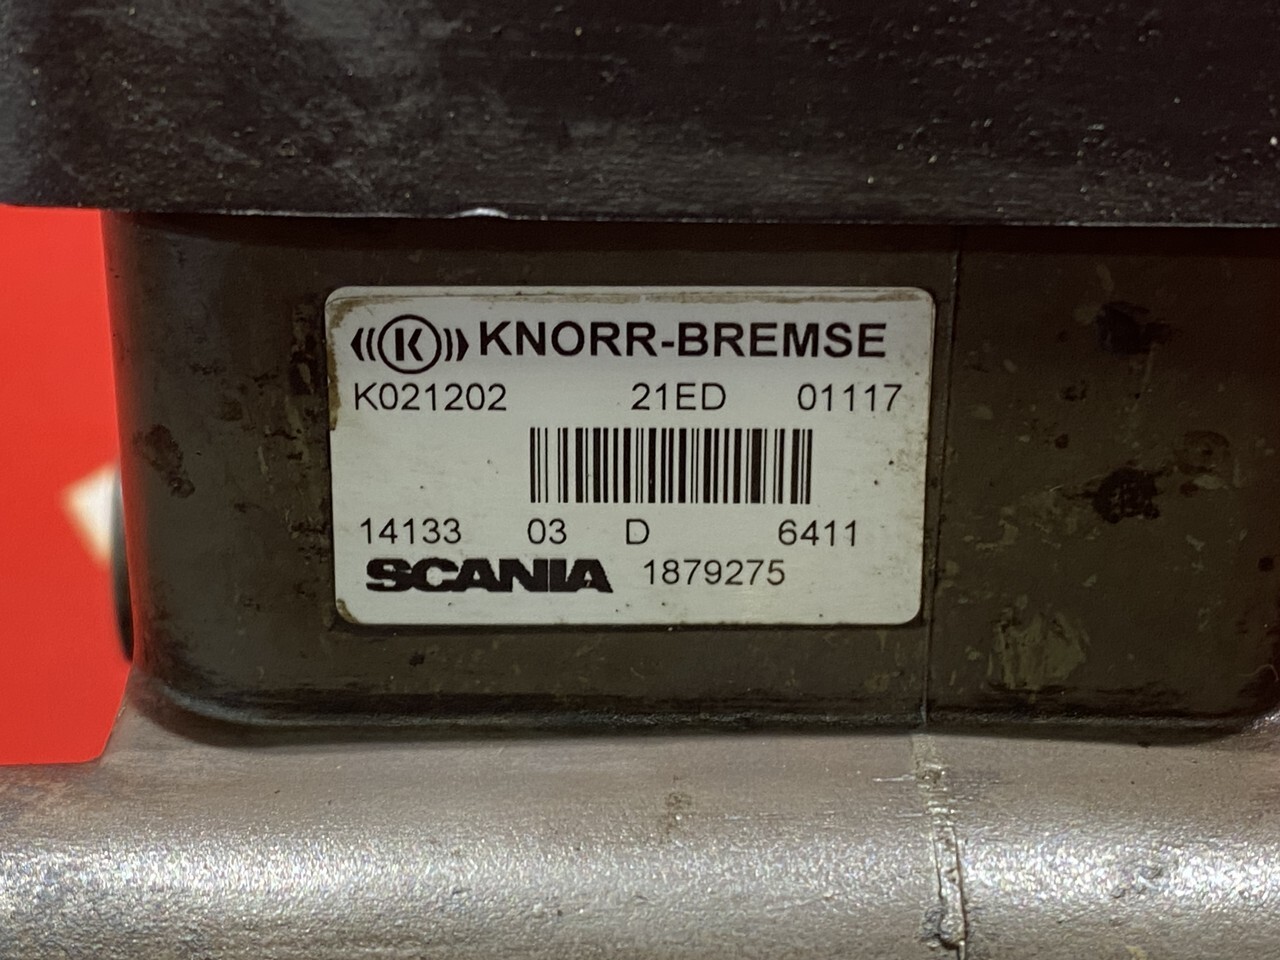 K KNORR-BREMSE
K021202 21ED 01117
14133 03 D 6411
SCANIA 1879275